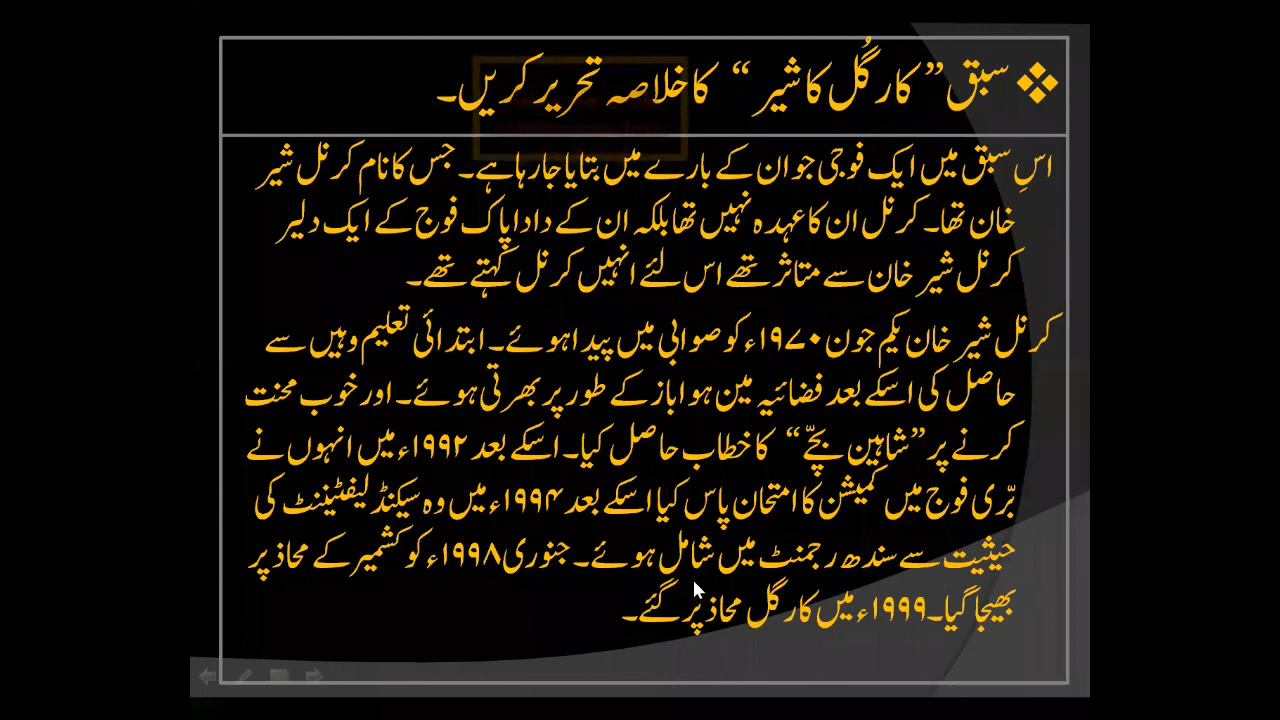 ❖ سبق ”کارگُل کا شیر“ کا خلاصہ تحریر کریں۔
اسِ سبق میں ایک فوجی جوان کے بارے میں بتایا جارہا ہے۔ جس کا نام کرنل شیر
خان تھا۔ کرنل ان کا عہدہ نہیں تھا بلکہ ان کے دادا پاک فوج کے ایک دلیر
کرنل شیر خان سے متاثر تھے اس لئے انہیں کرنل کہتے تھے۔
کرنل شیر خان یکم جون ۱۹۷۰ء کو صوابی میں پیدا ہوئے۔ ابتدائی تعلیم وہیں سے
حاصل کی اسکے بعد فضائیہ مین ہوا باز کے طور پر بھرتی ہوئے۔ اور خوب محنت
کرنے پر ”شاہین بچّے“ کا خطاب حاصل کیا۔ اسکے بعد ۱۹۹۲ء میں انہوں نے
برّی فوج میں کمیشن کا امتحان پاس کیا اسکے بعد ۱۹۹۴ء میں وہ سیکنڈ لیفٹیننٹ کی
حیثیت سے سندھ رجمنٹ میں شامل ہوئے۔ جنوری ۱۹۹۸ء کو کشمیر کے محاذ پر
بھیجا گیا۔ ۱۹۹۹ء میں کارگل محاذ پر گئے۔